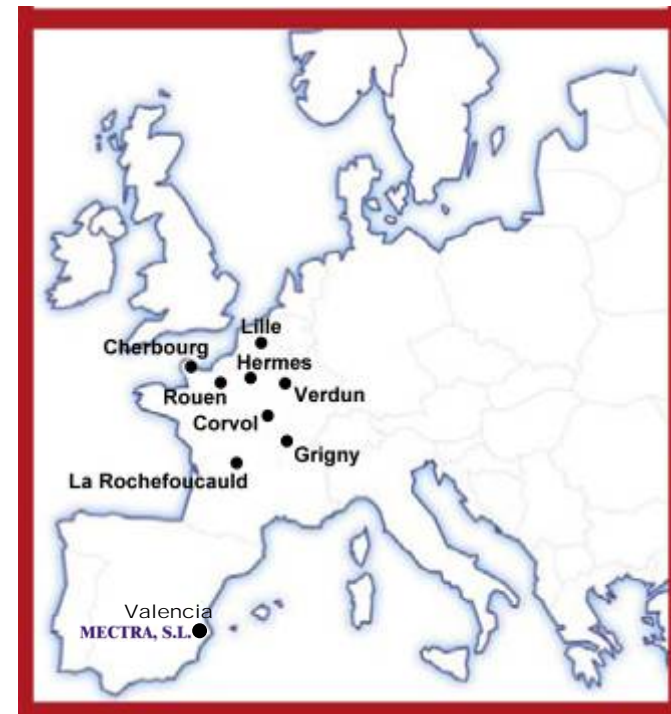 Lille
Cherbourg
Hermes
Rouen
Verdun
Corvol
Grigny
La Rochefoucauld
Valencia
MECTRA, S.L.